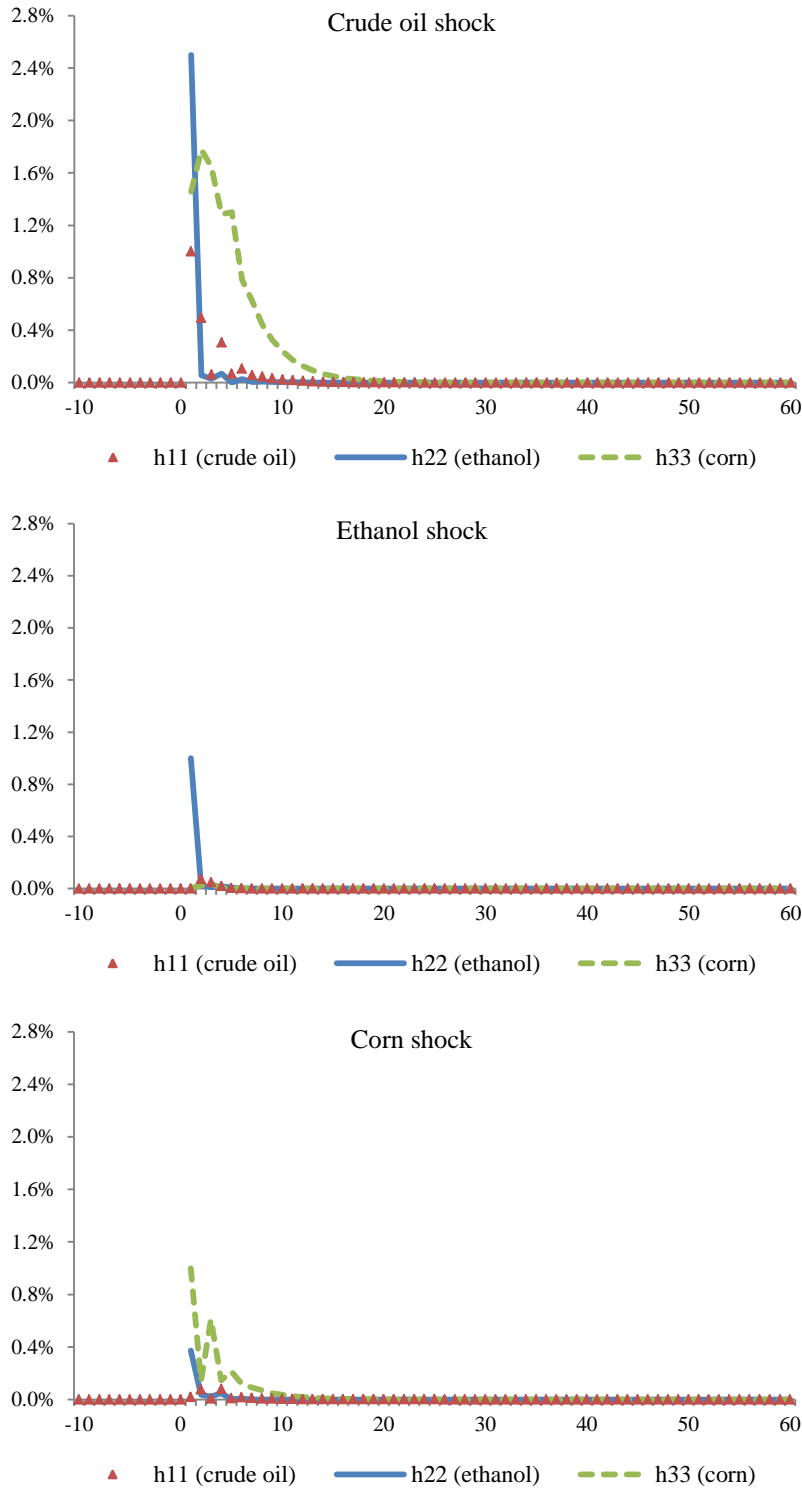 Crude oil shock
2.8%
2.4%
2.0%
1.6%
1.2%
0.8%
0.4%
0.0%
-10 0 10 20 30 40 50 60
h11 (crude oil) h22 (ethanol) h33 (corn)
Ethanol shock
2.8%
2.4%
2.0%
1.6%
1.2%
0.8%
0.4%
0.0%
-10 0 10 20 30 40 50 60
h11 (crude oil) h22 (ethanol) h33 (corn)
Corn shock
2.8%
2.4%
2.0%
1.6%
1.2%
0.8%
0.4%
0.0%
-10 0 10 20 30 40 50 60
h11 (crude oil) h22 (ethanol) h33 (corn)